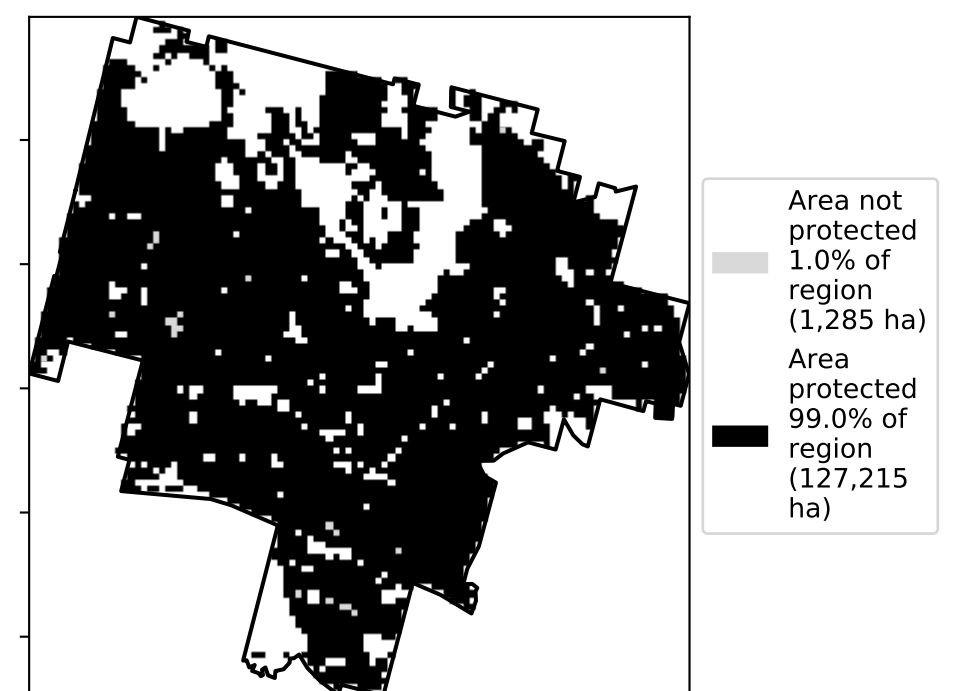 Area not
protected
1.0% of
region
(1,285 ha)
Area
protected
99.0% of
region
(127,215
ha)